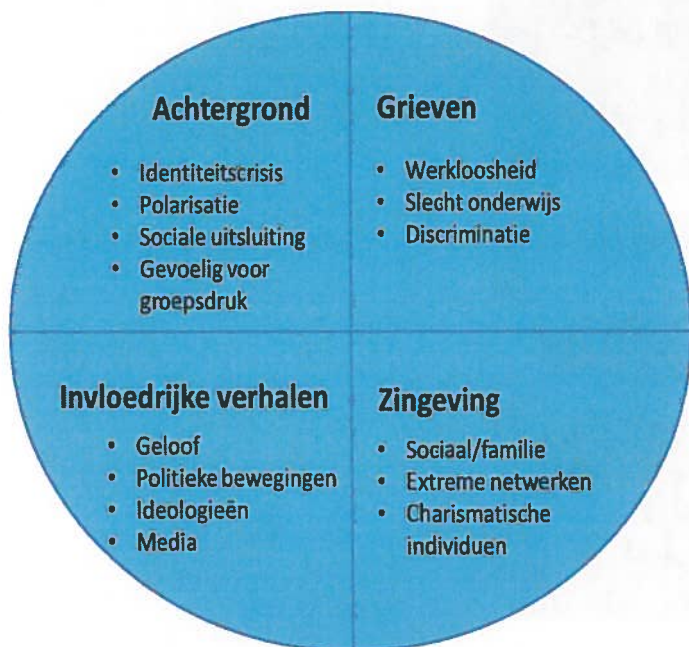 Achtergrond
• Identiteitscrisis
• Polarisatie
• Sociale uitsluiting
• Gevoelig voor
groepsdruk
Grieven
• Werkloosheid
• Slecht onderwijs
• Discriminatie
Invloedrijke verhalen
• Geloof
• Politieke bewegingen
• Ideologieën
• Media
Zingeving
• Sociaal/familie
• Extreme netwerken
• Charismatische
individuen